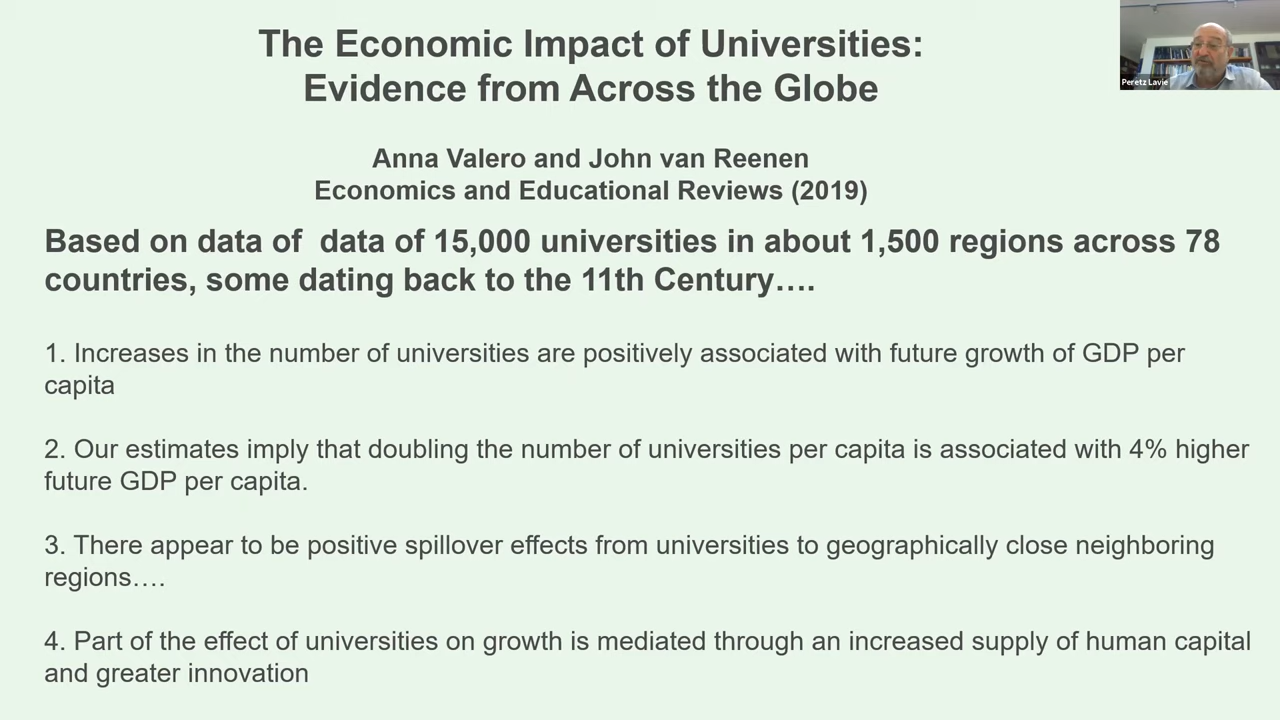 The Economic Impact of Universities:
Evidence from Across the Globe
Peretz Lavie
Anna Valero and John van Reenen
Economics and Educational Reviews (2019)
Based on data of  data of 15,000 universities in about 1,500 regions across 78
countries, some dating back to the 11th Century….
1. Increases in the number of universities are positively associated with future growth of GDP per
capita
2. Our estimates imply that doubling the number of universities per capita is associated with 4% higher
future GDP per capita.
3. There appear to be positive spillover effects from universities to geographically close neighboring
regions….
4. Part of the effect of universities on growth is mediated through an increased supply of human capital
and greater innovation